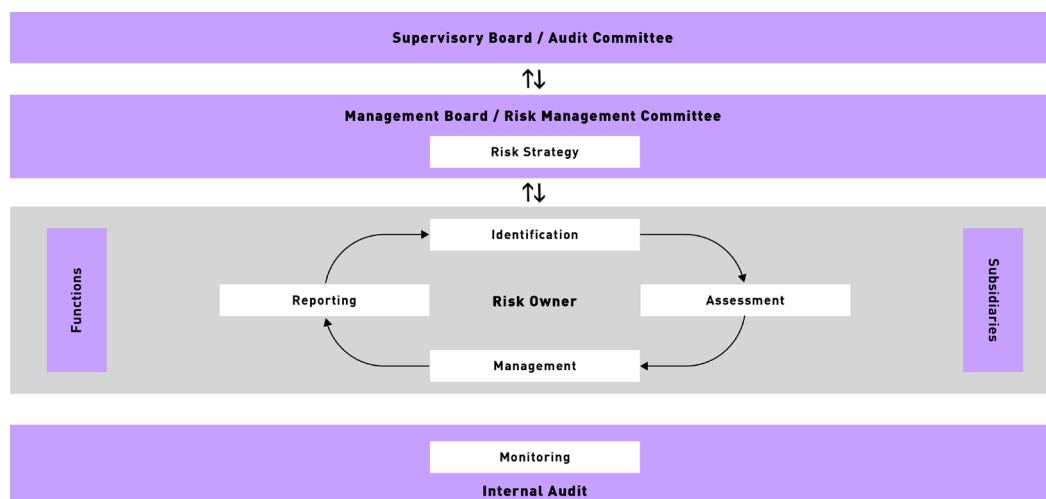 Supervisory Board / Audit Committee
Management Board / Risk Management Committee
Risk Strategy
Identification
Functions
Reporting
Risk Owner
Assessment
Subsidiaries
Management
Monitoring
Internal Audit